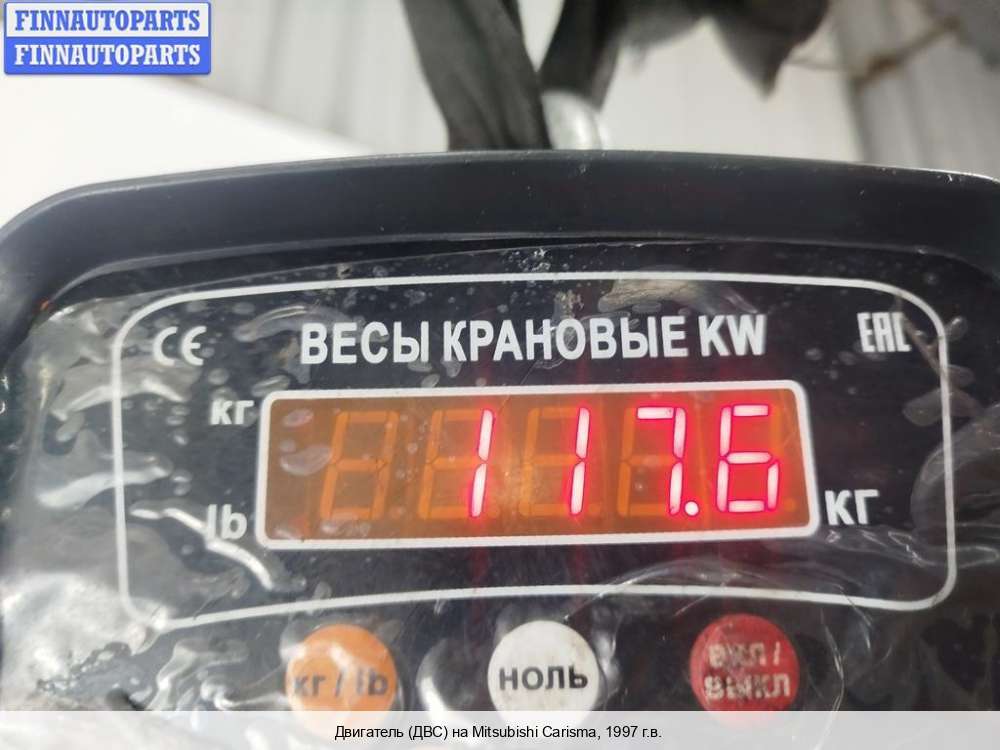 FINNAUTOPARTS
FINNAUTOPARTS
CE
ВЕСЫ КРАНОВЫЕ KW
EAC
кг
117.6
lb
кг
кг / lb
НОЛЬ
ВКЛ /
ВЫКЛ
Двигатель (ДВС) на Mitsubishi Carisma, 1997 г.в.